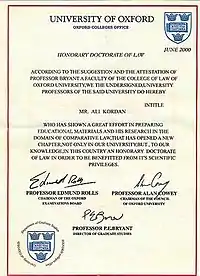 UNIVERSITY OF OXFORD
OXFORD COLLEGES OFFICE
JUNE 2000
HONORARY DOCTORATE OF LAW
ACCORDING TO THE SUGGESTION AND THE ATTESTATION OF
PROFESSOR BRYANT A FACULTY OF THE COLLEGE OF LAW OF
OXFORD UNIVERSITY,WE THE UNDERSIGNED,UNIVERSITY
PROFESSORS OF THE SAID UNIVERSITY DO HEREBY
INTITLE
MR. ALI KORDAN
WHO HAS SHOWN A GREAT EFFORT IN PREPARING
EDUCATIONAL MATERIALS AND HIS RESEARCH IN THE
DOMAIN OF COMPARATIVE LAW,THAT HAS OPENED A NEW
CHAPTER,NOT ONLY IN OUR UNIVERSITY,BUT , TO OUR
KNOWLEDGE,IN THIS COUNTRY AN HONORARY DOCTORATE
OF LAW IN ORDER TO BE BENEFITTED FROM ITS SCIENTIFIC
PRIVILEGES.
PROFESSOR EDMUND ROLLS
CHAIRMAN OF THE OXFORD
EXAMINATIONS BOARD
PROFESSOR ALAN COWEY
CHAIRMAN OF THE COUNCIL
OF OXFORD UNIVERSITY
PROFESSOR P.E.BRYANT
DIRECTOR OF GRADUATE STUDIES